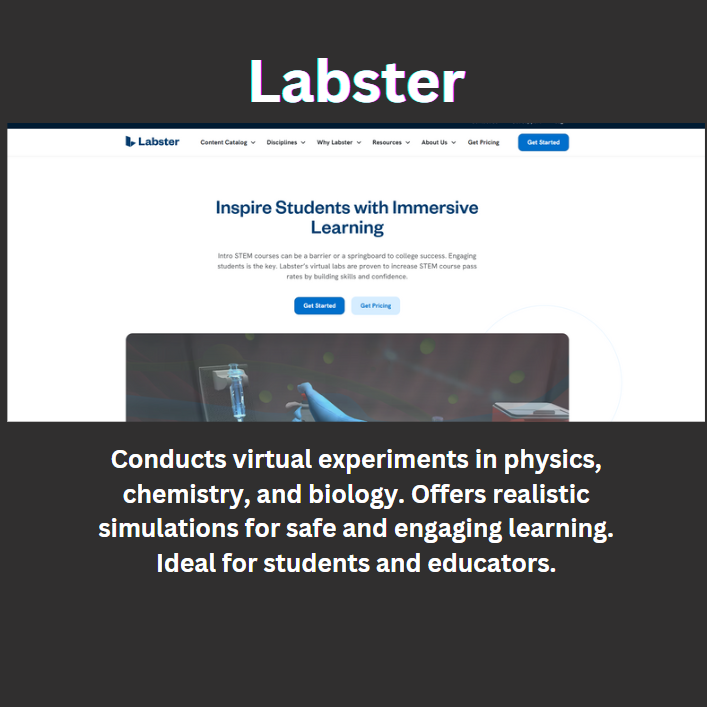 Labster
Labster
Content Catalog Disciplines Why Labster Resources About Us Get Pricing Get Started
Inspire Students with Immersive
Learning
Intro STEM courses can be a barrier or a springboard to college success. Engaging
students is the key. Labster's virtual labs are proven to increase STEM course pass
rates by building skills and confidence.
Get Started Get Pricing
Conducts virtual experiments in physics,
chemistry, and biology. Offers realistic
simulations for safe and engaging learning.
Ideal for students and educators.